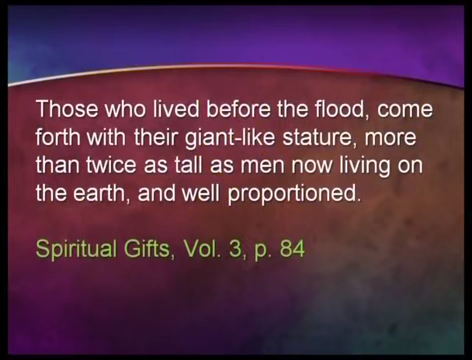 Those who lived before the flood, come
forth with their giant-like stature, more
than twice as tall as men now living on
the earth, and well proportioned.
Spiritual Gifts, Vol. 3, p. 84